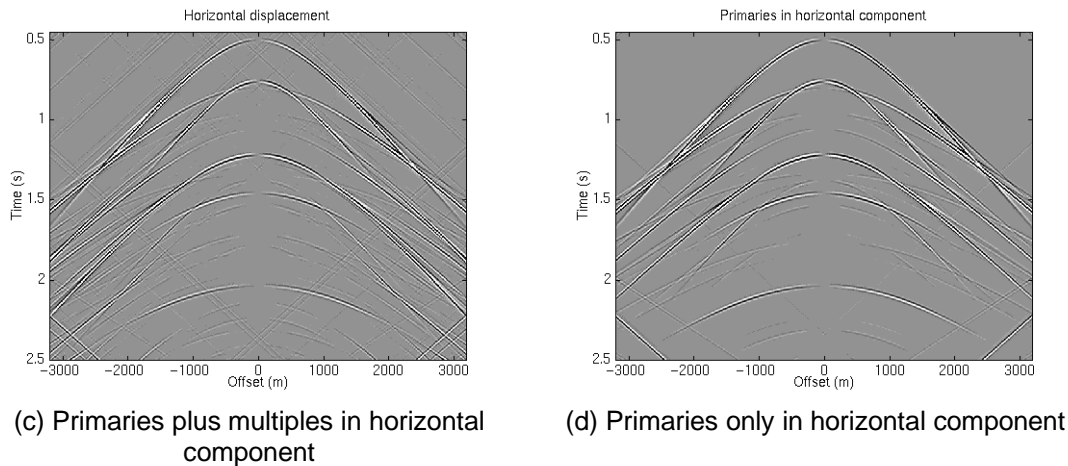 Horizontal displacement
0.5
1
1.5
2
2.5
Time (s)
−3000 −2000 −1000 0 1000 2000 3000
Offset (m)
(c) Primaries plus multiples in horizontal
component
Primaries in horizontal component
0.5
1
1.5
2
2.5
Time (s)
−3000 −2000 −1000 0 1000 2000 3000
Offset (m)
(d) Primaries only in horizontal component